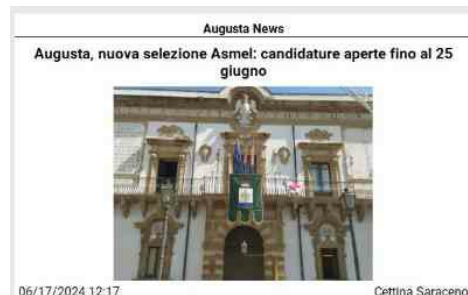 Augusta News
Augusta, nuova selezione Asmel: candidature aperte fino al 25
giugno
06/17/2024 12:17
Cettina Saraceno